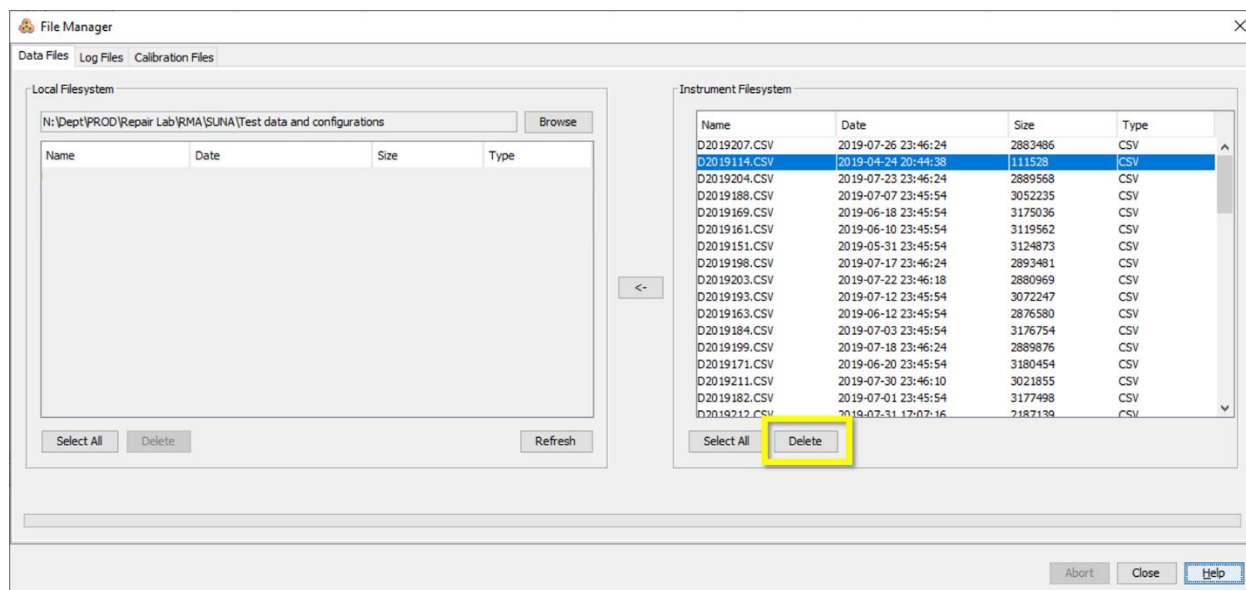 File Manager
Data Files Log Files Calibration Files
Local Filesystem
N:\Dept\PROD\Repair Lab\RMA\SUNA\Test data and configurations Browse
Name Date Size Type
Select All Delete Refresh
<-
Instrument Filesystem
Name Date Size Type
D2019207.CSV 2019-07-26 23:46:24 2883486 CSV
D2019114.CSV 2019-04-24 20:44:38 111528 CSV
D2019204.CSV 2019-07-23 23:46:24 2889568 CSV
D2019188.CSV 2019-07-07 23:45:54 3052235 CSV
D2019169.CSV 2019-06-18 23:45:54 3175036 CSV
D2019161.CSV 2019-06-10 23:45:54 3119562 CSV
D2019151.CSV 2019-05-31 23:45:54 3124873 CSV
D2019198.CSV 2019-07-17 23:46:24 2893481 CSV
D2019203.CSV 2019-07-22 23:46:18 2880969 CSV
D2019193.CSV 2019-07-12 23:45:54 3072247 CSV
D2019163.CSV 2019-06-12 23:45:54 2876580 CSV
D2019184.CSV 2019-07-03 23:45:54 3176754 CSV
D2019199.CSV 2019-07-18 23:46:24 2889876 CSV
D2019171.CSV 2019-06-20 23:45:54 3180454 CSV
D2019211.CSV 2019-07-30 23:46:10 3021855 CSV
D2019182.CSV 2019-07-01 23:45:54 3177498 CSV
D2019212.CSV 2019-07-31 17:07:16 2187139 CSV
Select All Delete
Abort Close Help